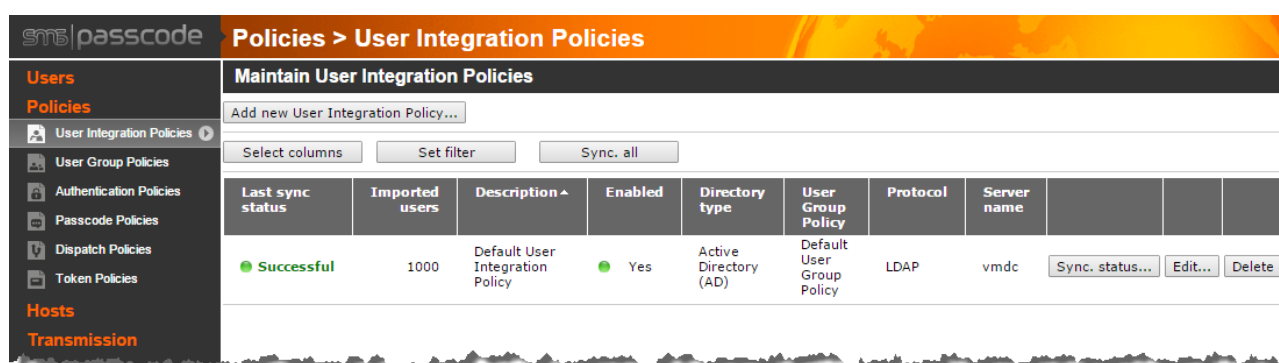 sms|passcode
Policies > User Integration Policies
Users
Policies
User Integration Policies
User Group Policies
Authentication Policies
Passcode Policies
Dispatch Policies
Token Policies
Hosts
Transmission
Maintain User Integration Policies
Add new User Integration Policy...
Select columns Set filter Sync. all
Last sync status Imported users Description Enabled Directory type User Group Policy Protocol Server name
Successful 1000 Default User Integration Policy Yes Active Directory (AD) Default User Group Policy LDAP vmdc Sync. status... Edit... Delete